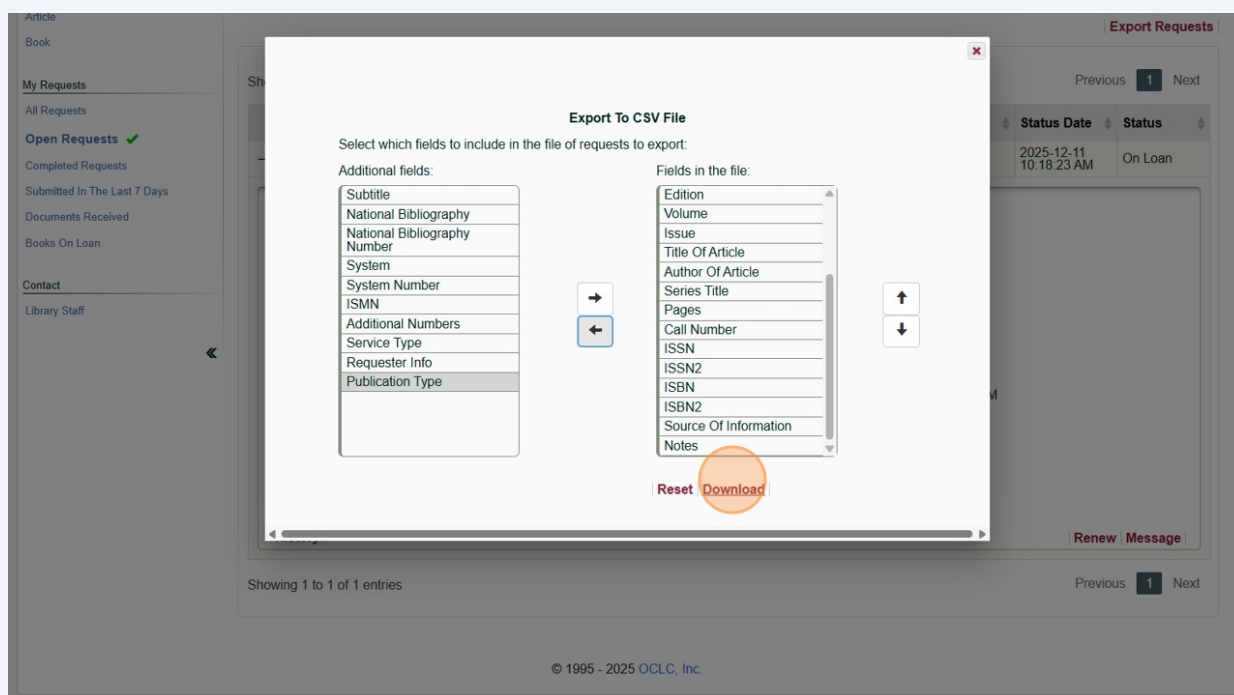 Article
Export Requests
Book
My Requests
Previous 1 Next
All Requests
Export To CSV File
Status Date Status
Open Requests
Select which fields to include in the file of requests to export:
2025-12-11
10:18:23 AM
On Loan
Completed Requests
Additional fields:
Fields in the file:
Submitted In The Last 7 Days
Documents Received
Books On Loan
Contact
Library Staff
Subtitle
National Bibliography
National Bibliography
Number
System
System Number
ISMN
Additional Numbers
Service Type
Requester Info
Publication Type
Edition
Volume
Issue
Title Of Article
Author Of Article
Series Title
Pages
Call Number
ISSN
ISSN2
ISBN
ISBN2
Source Of Information
Notes
Reset Download
Renew Message
Showing 1 to 1 of 1 entries
Previous 1 Next
© 1995 - 2025 OCLC, Inc.